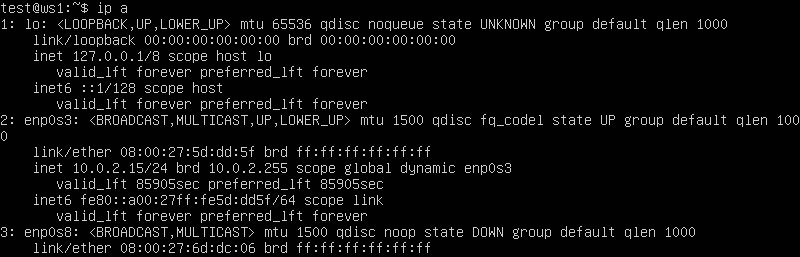 test@ws1:~$ ip a
1: lo: <LOOPBACK,UP,LOWER_UP> mtu 65536 qdisc noqueue state UNKNOWN group default qlen 1000
    link/loopback 00:00:00:00:00:00 brd 00:00:00:00:00:00
    inet 127.0.0.1/8 scope host lo
       valid_lft forever preferred_lft forever
    inet6 ::1/128 scope host
       valid_lft forever preferred_lft forever
2: enp0s3: <BROADCAST,MULTICAST,UP,LOWER_UP> mtu 1500 qdisc fq_codel state UP group default qlen 100
0
    link/ether 08:00:27:5d:dd:5f brd ff:ff:ff:ff:ff:ff
    inet 10.0.2.15/24 brd 10.0.2.255 scope global dynamic enp0s3
       valid_lft 85905sec preferred_lft 85905sec
    inet6 fe80::a00:27ff:fe5d:dd5f/64 scope link
       valid_lft forever preferred_lft forever
3: enp0s8: <BROADCAST,MULTICAST> mtu 1500 qdisc noop state DOWN group default qlen 1000
    link/ether 08:00:27:6d:dc:06 brd ff:ff:ff:ff:ff:ff